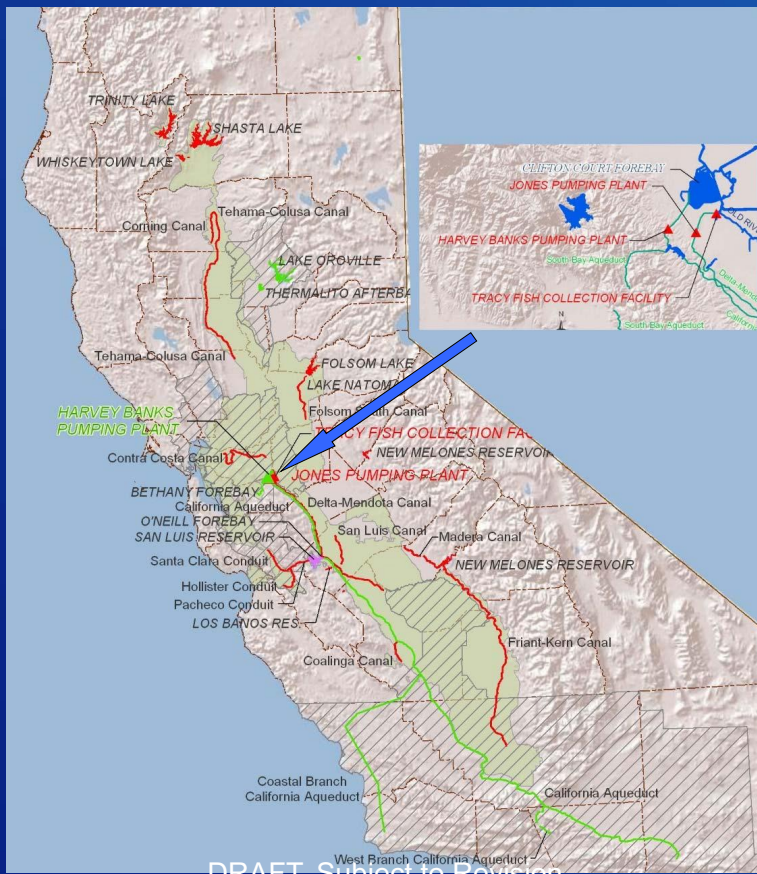 TRINITY LAKE
SHASTA LAKE
WHISKEYTOWN LAKE
Tehama-Colusa Canal
Corning Canal
LAKE OROVILLE
THERMALITO AFTERBA
Tehama-Colusa Canal
FOLSOM LAKE
LAKE NATOMA
Folsom South Canal
HARVEY BANKS
PUMPING PLANT
TRACY FISH COLLECTION FAC
NEW MELONES RESERVOIR
Contra Costa Canal
JONES PUMPING PLANT
BETHANY FOREBAY
California Aqueduct
Delta-Mendota Canal
O'NEILL FOREBAY
San Luis Canal
SAN LUIS RESERVOIR
Madera Canal
Santa Clara Conduit
NEW MELONES RESERVOIR
Hollister Conduit
Pacheco Conduit
LOS BANOS RES.
Friant-Kern Canal
Coalinga Canal
Coastal Branch
California Aqueduct
California Aqueduct
West Branch California Aqueduct
CLIFTON COURT FOREBAY
JONES PUMPING PLANT
OLD RIV
HARVEY BANKS PUMPING PLANT
South Bay Aqueduct
Delta-Mendo
TRACY FISH COLLECTION FACILITY
California
N
South Bay Aqueduct
DRAFT Subject to Revision